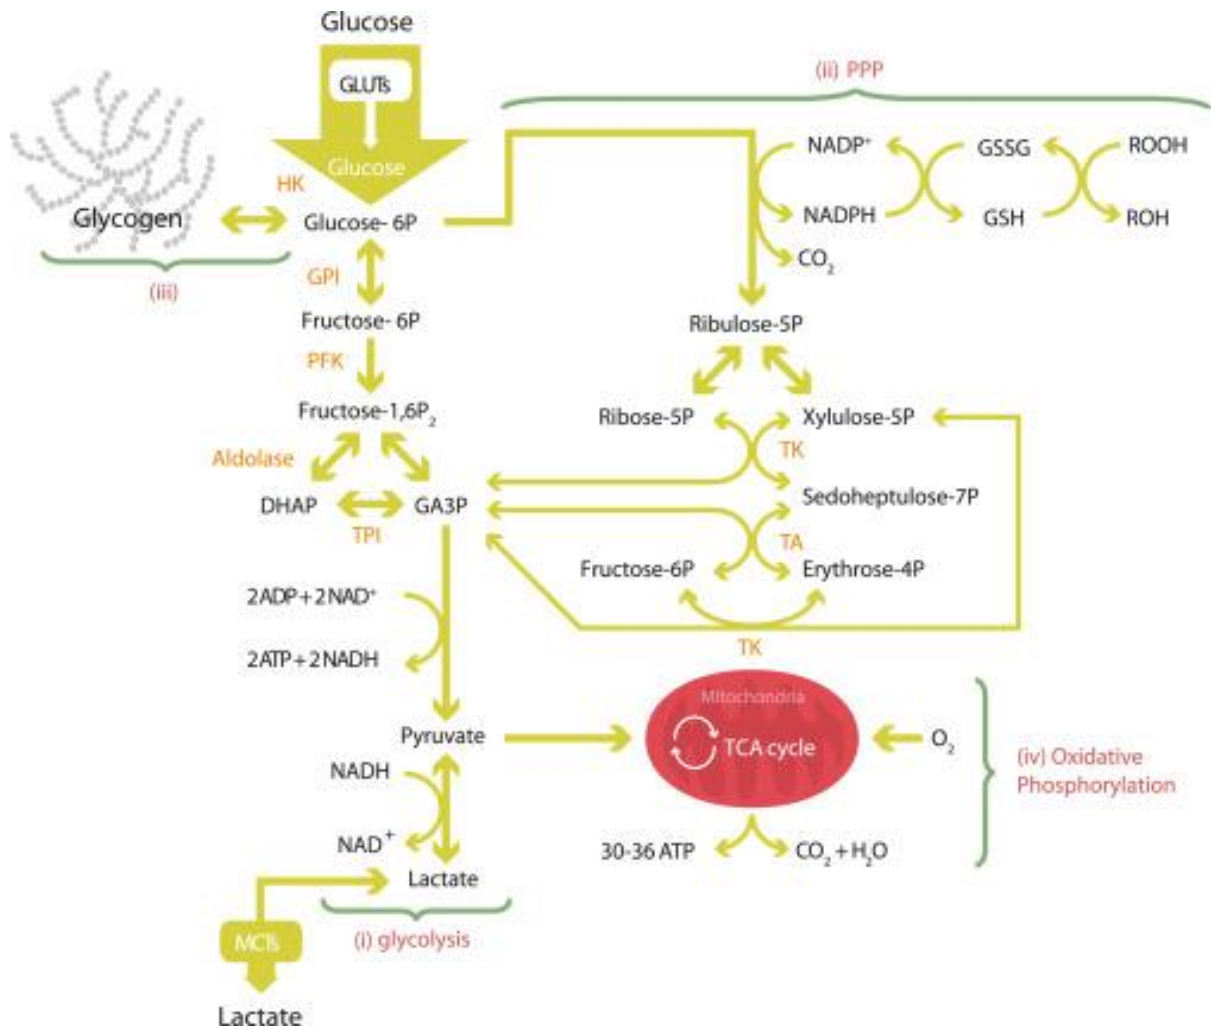 Glucose
GLUTs
Glucose
HK
Glycogen
Glucose- 6P
(iii)
GPI
Fructose- 6P
PFK
Fructose-1,6P₂
Aldolase
DHAP
GA3P
TPI
2ADP + 2NAD⁺
2ATP + 2NADH
Pyruvate
NADH
NAD⁺
Lactate
(i) glycolysis
MCTs
Lactate
(ii) PPP
NADP⁺
GSSG
ROOH
NADPH
GSH
ROH
CO₂
Ribulose-5P
Ribose-5P
Xylulose-5P
TK
Sedoheptulose-7P
TA
Fructose-6P
Erythrose-4P
TK
Mitochondria
TCA cycle
O₂
(iv) Oxidative
Phosphorylation
30-36 ATP
CO₂ + H₂O